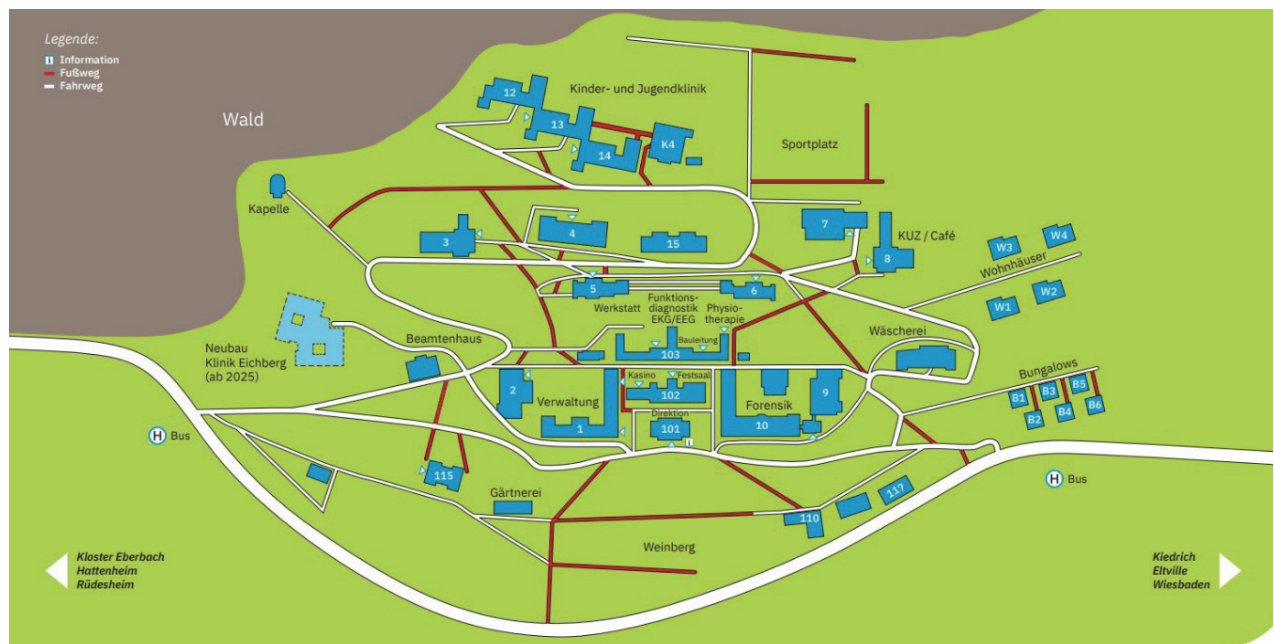 Legende:
i Information
Fußweg
Fahrweg
Wald
Kinder- und Jugendklinik
12
13
14
K4
Sportplatz
Kapelle
3
4
15
7
KUZ / Café
8
W3
W4
Wohnhäuser
W1
W2
5
6
Werkstatt
Funktions-
diagnostik
EKG/EEG
Physio-
therapie
Bauleitung
103
Wäscherei
Neubau
Klinik Eichberg
(ab 2025)
Beamtenhaus
Bungalows
B1
B3
B5
B2
B4
B6
2
Verwaltung
1
Kasino
Festsaal
102
Direktion
101
i
Forensik
9
10
H Bus
H Bus
115
Gärtnerei
110
117
Weinberg
Kloster Eberbach
Hattenheim
Rüdesheim
Kiedrich
Eltville
Wiesbaden